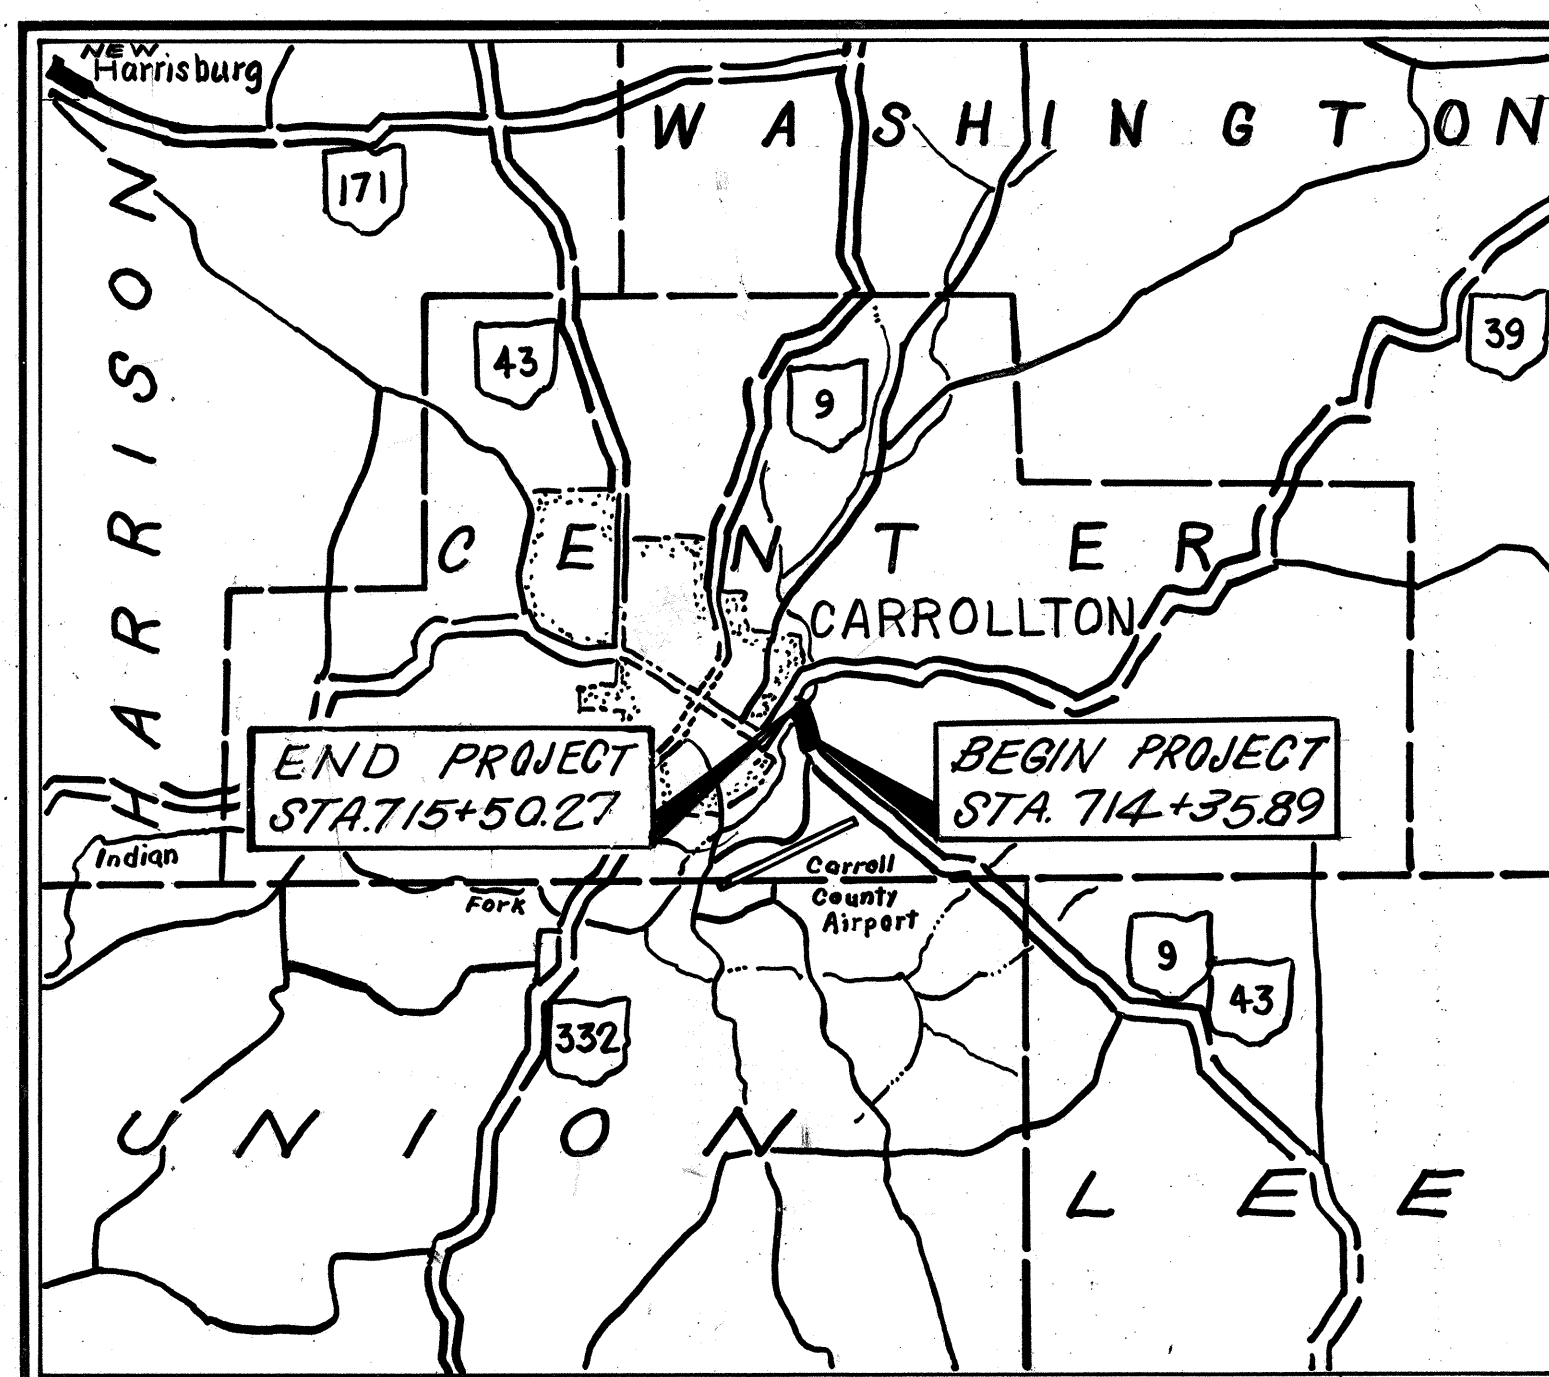 NEW
Harrisburg
WASHINGTON
171
HARRISON
43
9
39
CENTER
CARROLLTON
END PROJECT
STA.715+50.27
BEGIN PROJECT
STA. 714+35.89
Indian
Fork
Carroll
County
Airport
9
43
332
UNION
LEE